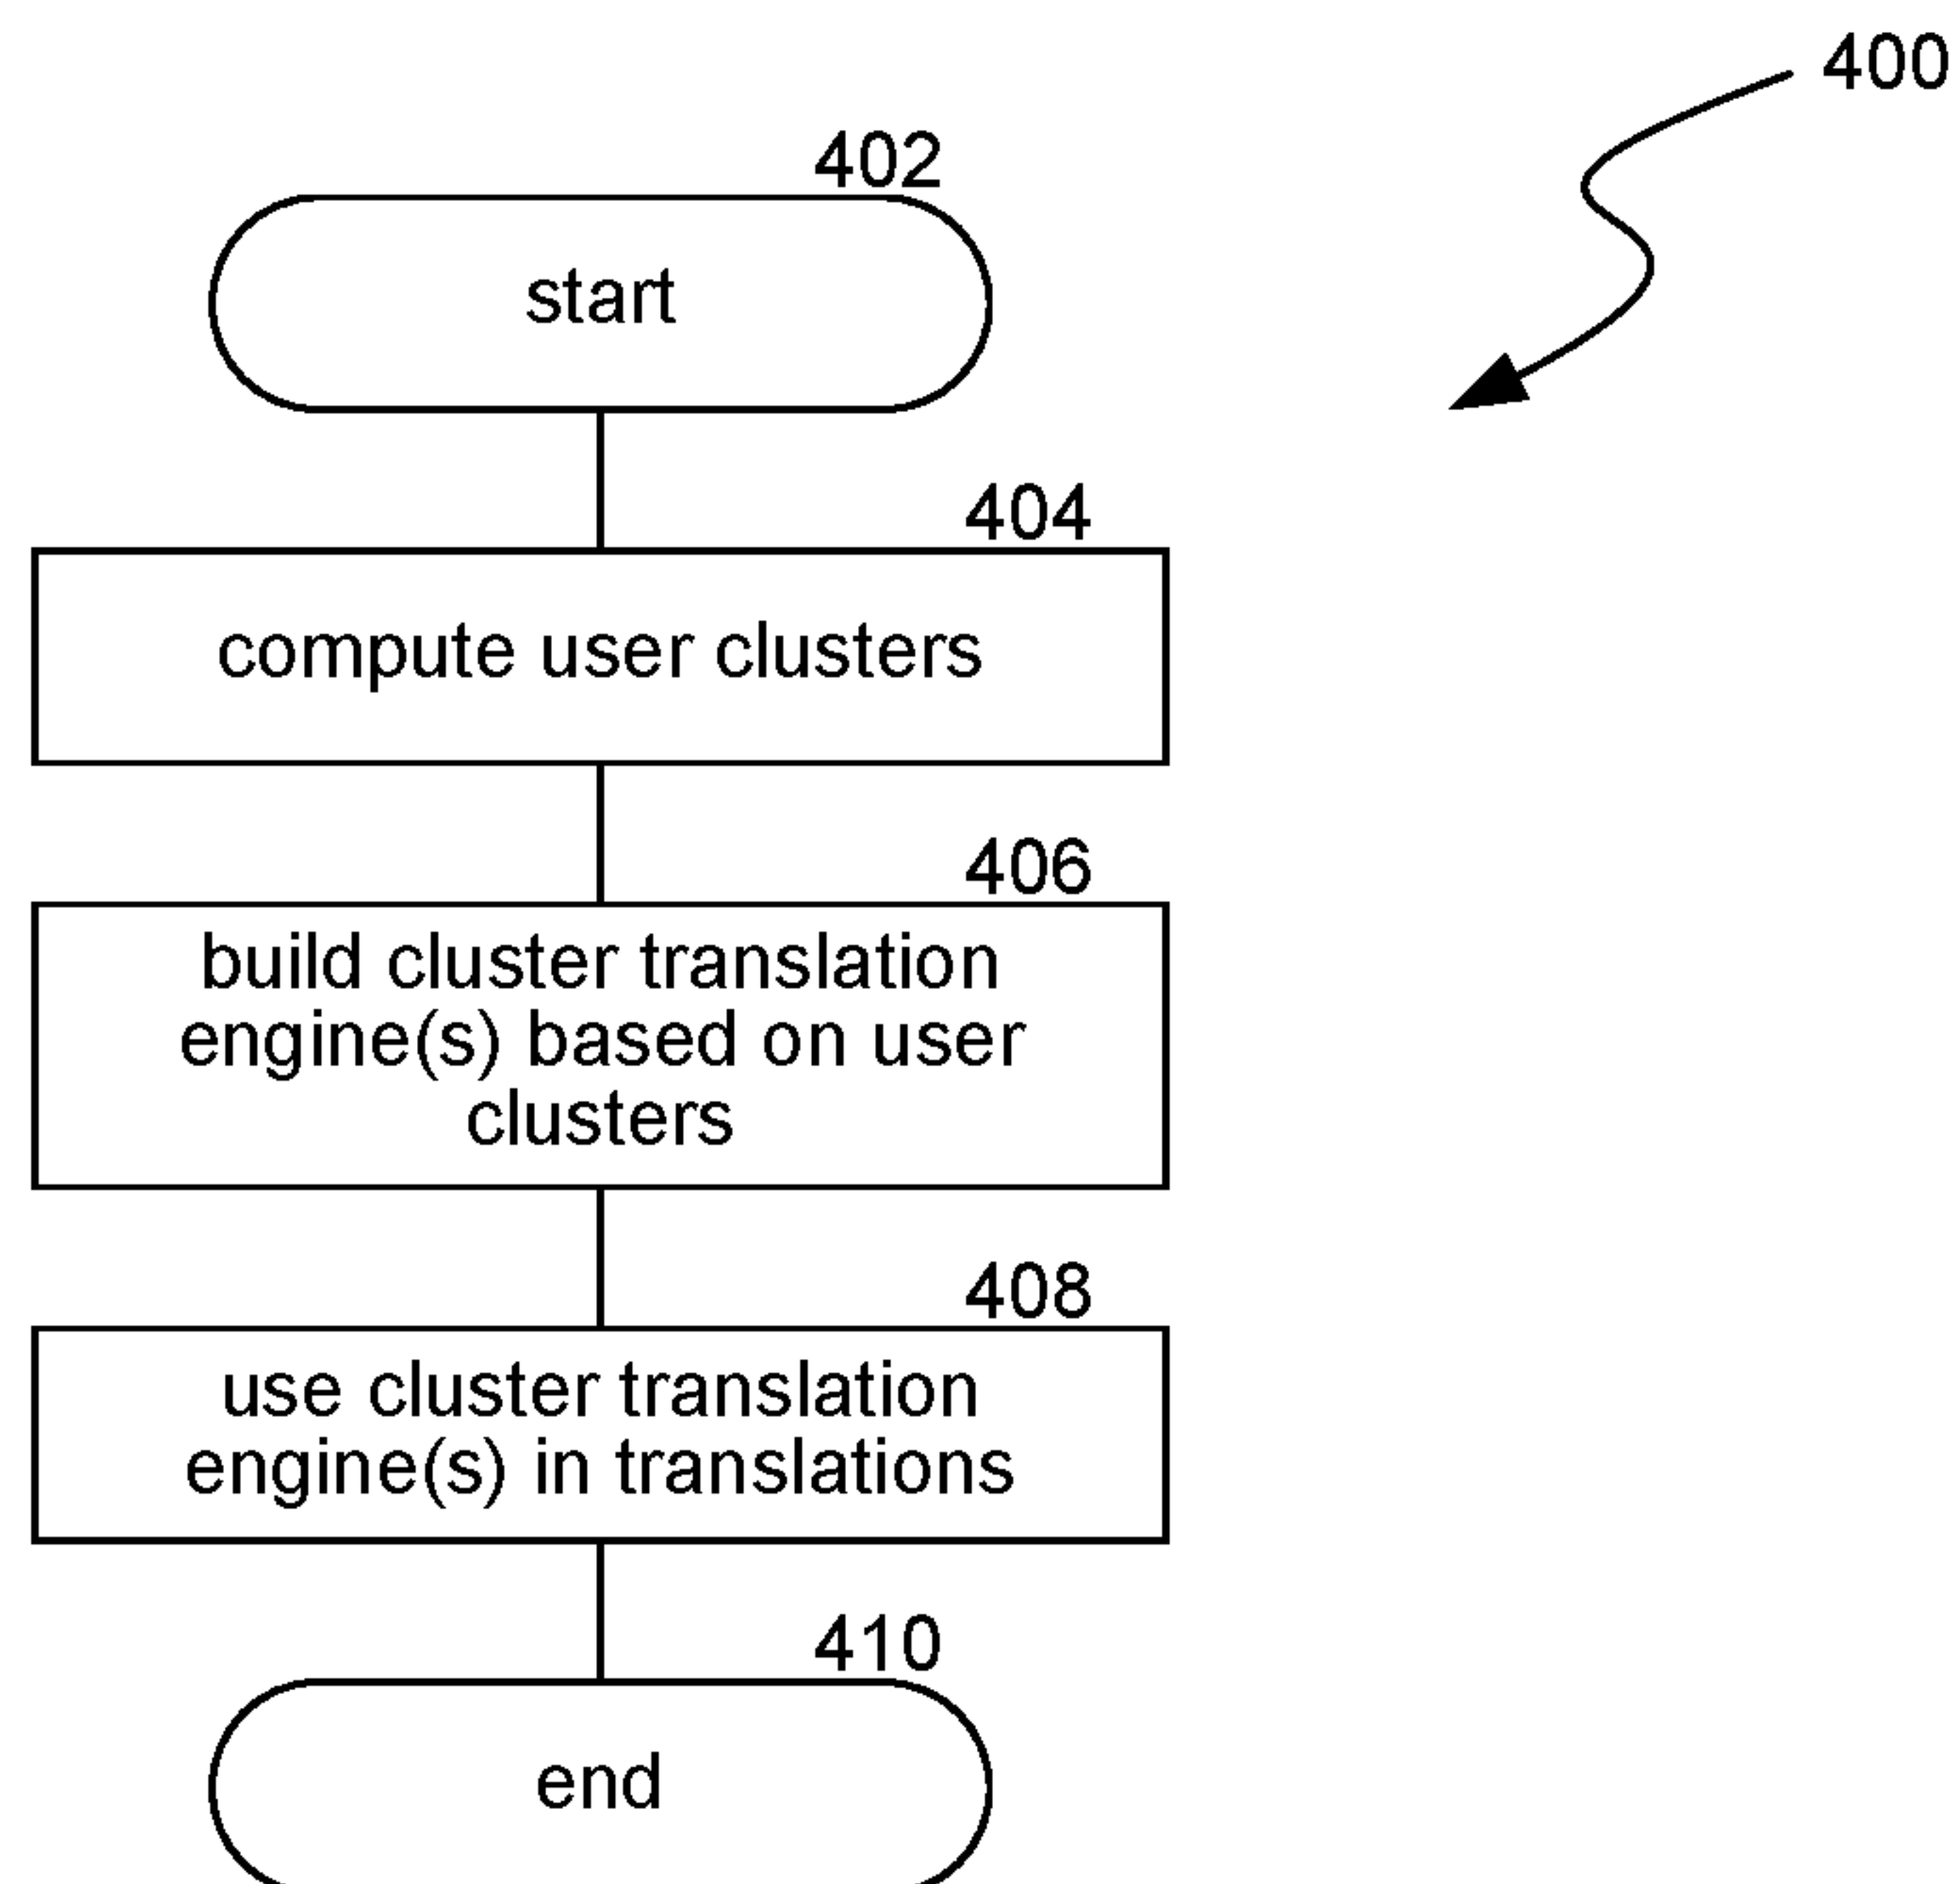 400
402
start
404
compute user clusters
406
build cluster translation
engine(s) based on user
clusters
408
use cluster translation
engine(s) in translations
410
end